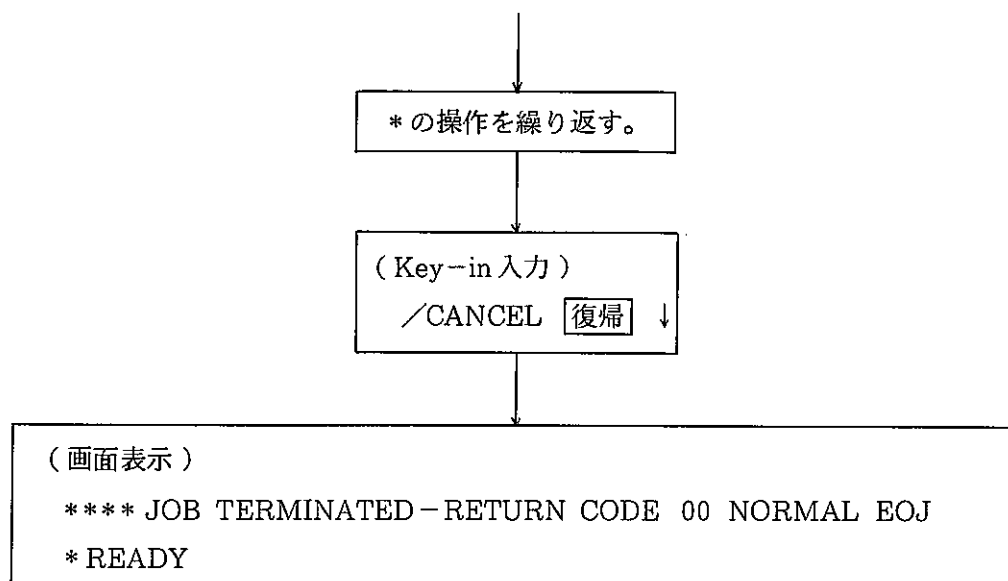 *の操作を繰り返す。
（Key－in入力）
／CANCEL 復帰 ↓
（画面表示）
**** JOB TERMINATED－RETURN CODE 00 NORMAL EOJ
*READY